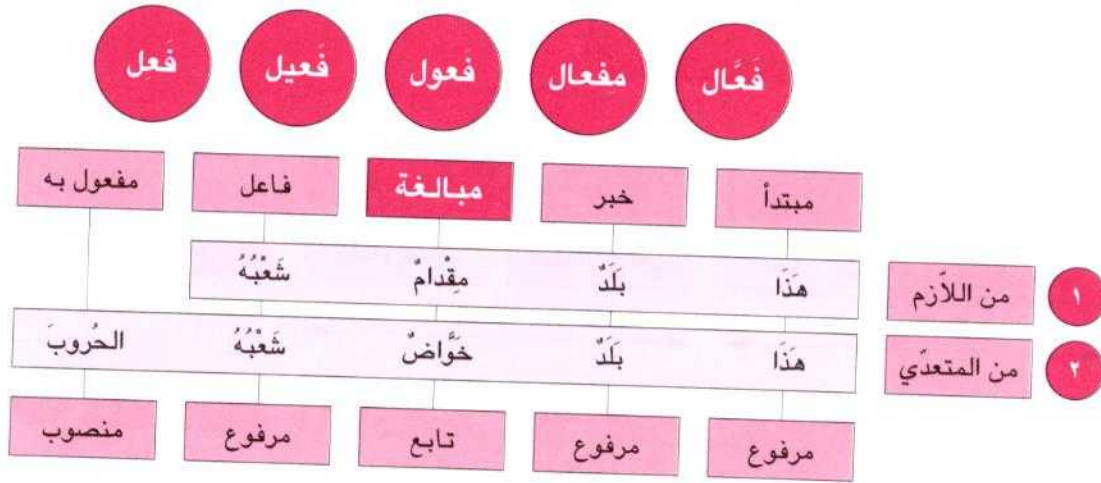 فَعَّال مِفعال فَعول فَعيل فَعِل
مبتدأ خبر مبالغة فاعل مفعول به
١ من اللاّزم هَذَا بَلَدٌ مِقْدامٌ شَعْبُهُ
٢ من المتعدّي هَذَا بَلَدٌ خَوَّاضٌ شَعْبُهُ الحُروبَ
مرفوع مرفوع تابع مرفوع منصوب